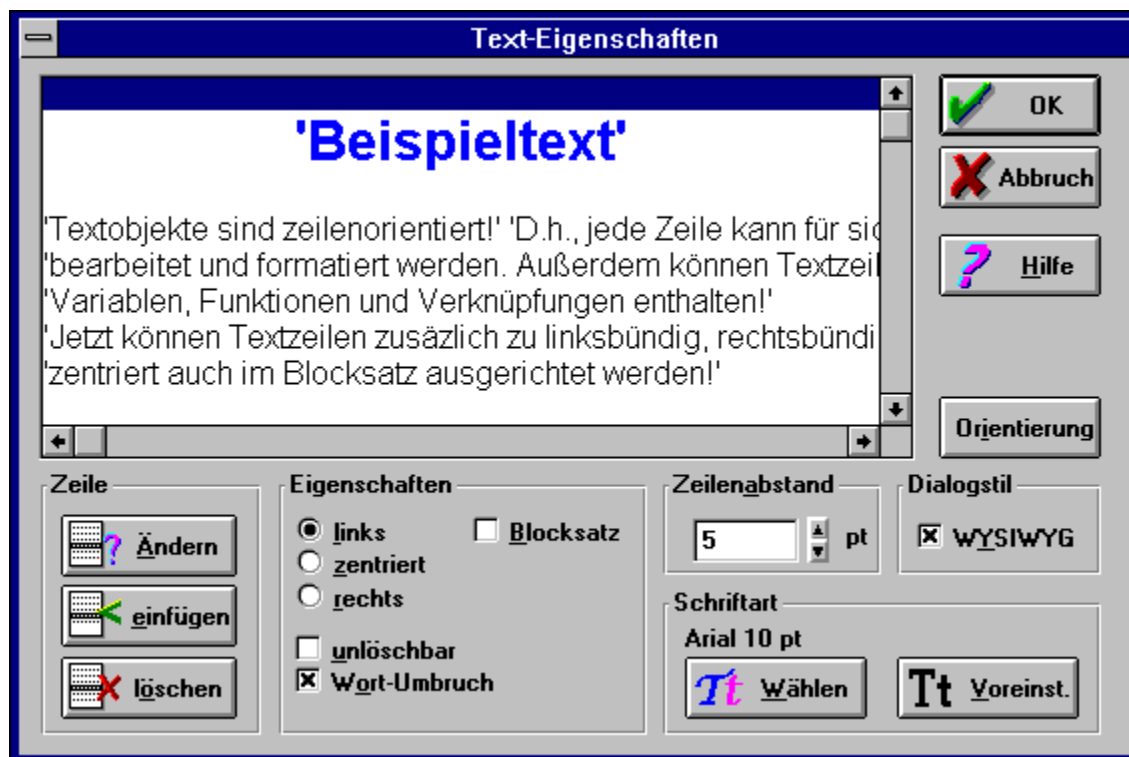 Text-Eigenschaften
'Beispieltext'
'Textobjekte sind zeilenorientiert!' 'D.h., jede Zeile kann für sic
'bearbeitet und formatiert werden. Außerdem können Textzeil
'Variablen, Funktionen und Verknüpfungen enthalten!'
'Jetzt können Textzeilen zusäzlich zu linksbündig, rechtsbündi
'zentriert auch im Blocksatz ausgerichtet werden!'
OK
Abbruch
Hilfe
Orientierung
Zeile
Ändern
einfügen
löschen
Eigenschaften
links
Blocksatz
zentriert
rechts
unlöschbar
Wort-Umbruch
Zeilenabstand
5 pt
Dialogstil
WYSIWYG
Schriftart
Arial 10 pt
Tt Wählen
Tt Voreinst.